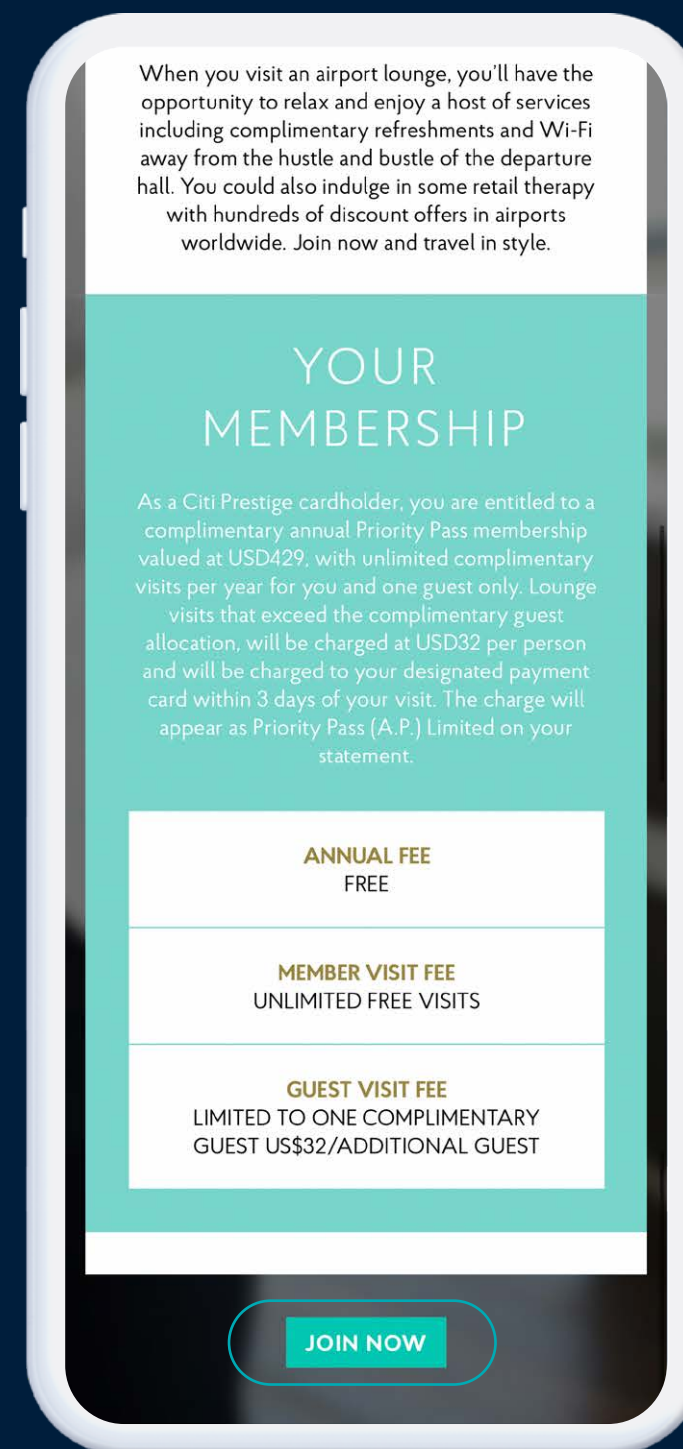 When you visit an airport lounge, you'll have the
opportunity to relax and enjoy a host of services
including complimentary refreshments and Wi-Fi
away from the hustle and bustle of the departure
hall. You could also indulge in some retail therapy
with hundreds of discount offers in airports
worldwide. Join now and travel in style.
YOUR
MEMBERSHIP
As a Citi Prestige cardholder, you are entitled to a
complimentary annual Priority Pass membership
valued at USD429, with unlimited complimentary
visits per year for you and one guest only. Lounge
visits that exceed the complimentary guest
allocation, will be charged at USD32 per person
and will be charged to your designated payment
card within 3 days of your visit. The charge will
appear as Priority Pass (A.P.) Limited on your
statement.
ANNUAL FEE
FREE
MEMBER VISIT FEE
UNLIMITED FREE VISITS
GUEST VISIT FEE
LIMITED TO ONE COMPLIMENTARY
GUEST US$32/ADDITIONAL GUEST
JOIN NOW